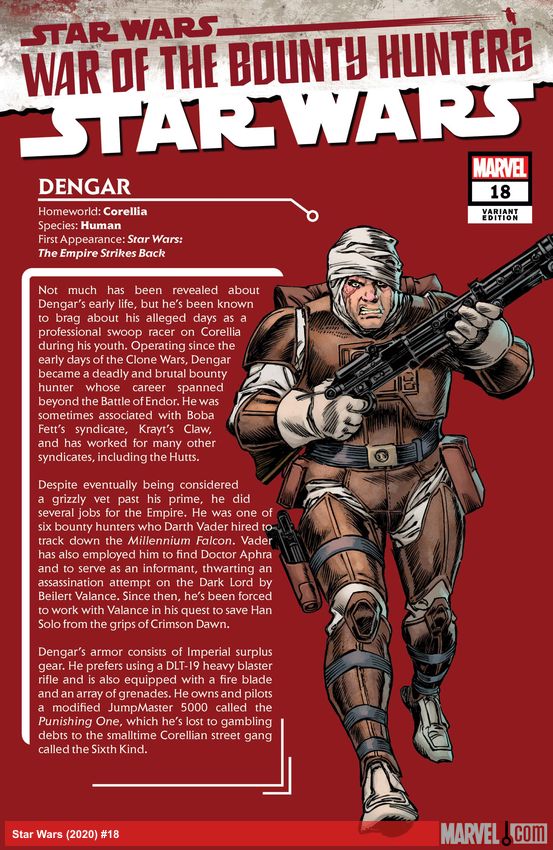 STAR WARS
WAR OF THE BOUNTY HUNTERS
STAR WARS
MARVEL
18
VARIANT
EDITION
DENGAR
Homeworld: Corellia
Species: Human
First Appearance: Star Wars:
The Empire Strikes Back
Not much has been revealed about
Dengar's early life, but he's been known
to brag about his alleged days as a
professional swoop racer on Corellia
during his youth. Operating since the
early days of the Clone Wars, Dengar
became a deadly and brutal bounty
hunter whose career spanned
beyond the Battle of Endor. He was
sometimes associated with Boba
Fett's syndicate, Krayt's Claw,
and has worked for many other
syndicates, including the Hutts.
Despite eventually being considered
a grizzly vet past his prime, he did
several jobs for the Empire. He was one of
six bounty hunters who Darth Vader hired to
track down the Millennium Falcon. Vader
has also employed him to find Doctor Aphra
and to serve as an informant, thwarting an
assassination attempt on the Dark Lord by
Beilert Valance. Since then, he's been forced
to work with Valance in his quest to save Han
Solo from the grips of Crimson Dawn.
Dengar's armor consists of Imperial surplus
gear. He prefers using a DLT-19 heavy blaster
rifle and is also equipped with a fire blade
and an array of grenades. He owns and pilots
a modified JumpMaster 5000 called the
Punishing One, which he's lost to gambling
debts to the smalltime Corellian street gang
called the Sixth Kind.
Star Wars (2020) #18
MARVEL.COM